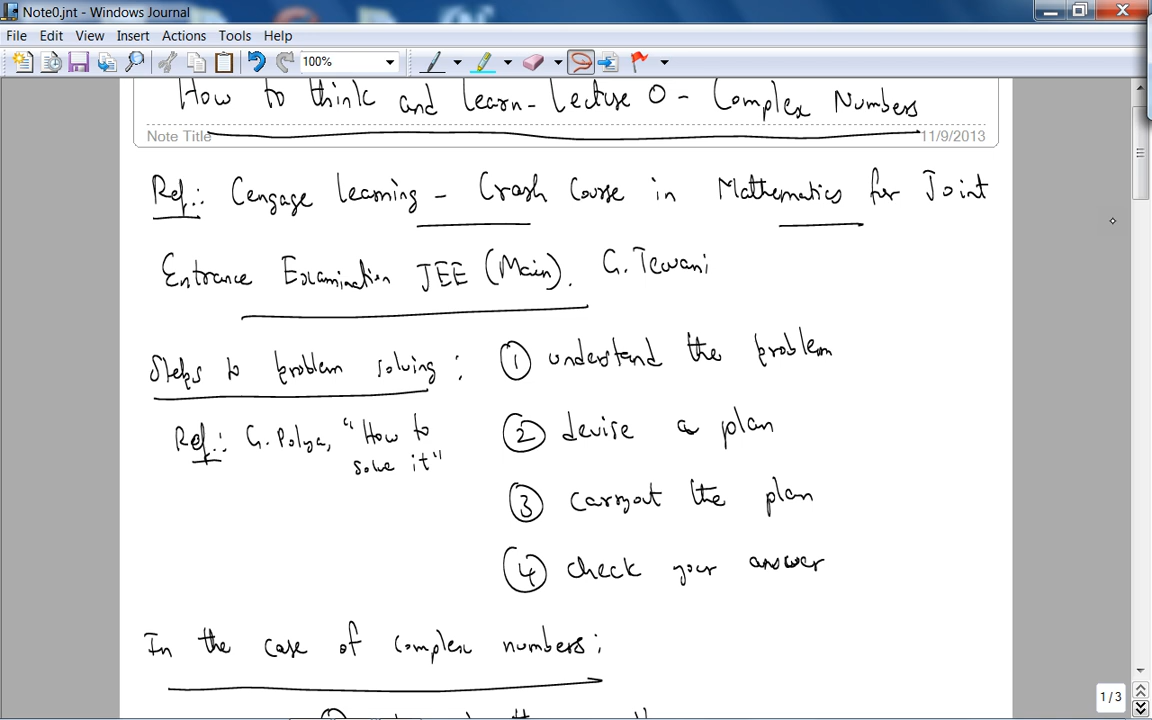 Note0.jnt - Windows Journal
File Edit View Insert Actions Tools Help
100%
How to think and learn - Lecture 0 - Complex Numbers
Note Title 11/9/2013
Ref.: Cengage learning - Crash Course in Mathematics for Joint
Entrance Examination JEE (Main). G. Tewani
Steps to problem solving : ① understand the problem
Ref.: G. Polya, "How to solve it"
② devise a plan
③ carryout the plan
④ check your answer
In the case of complex numbers :
1 / 3